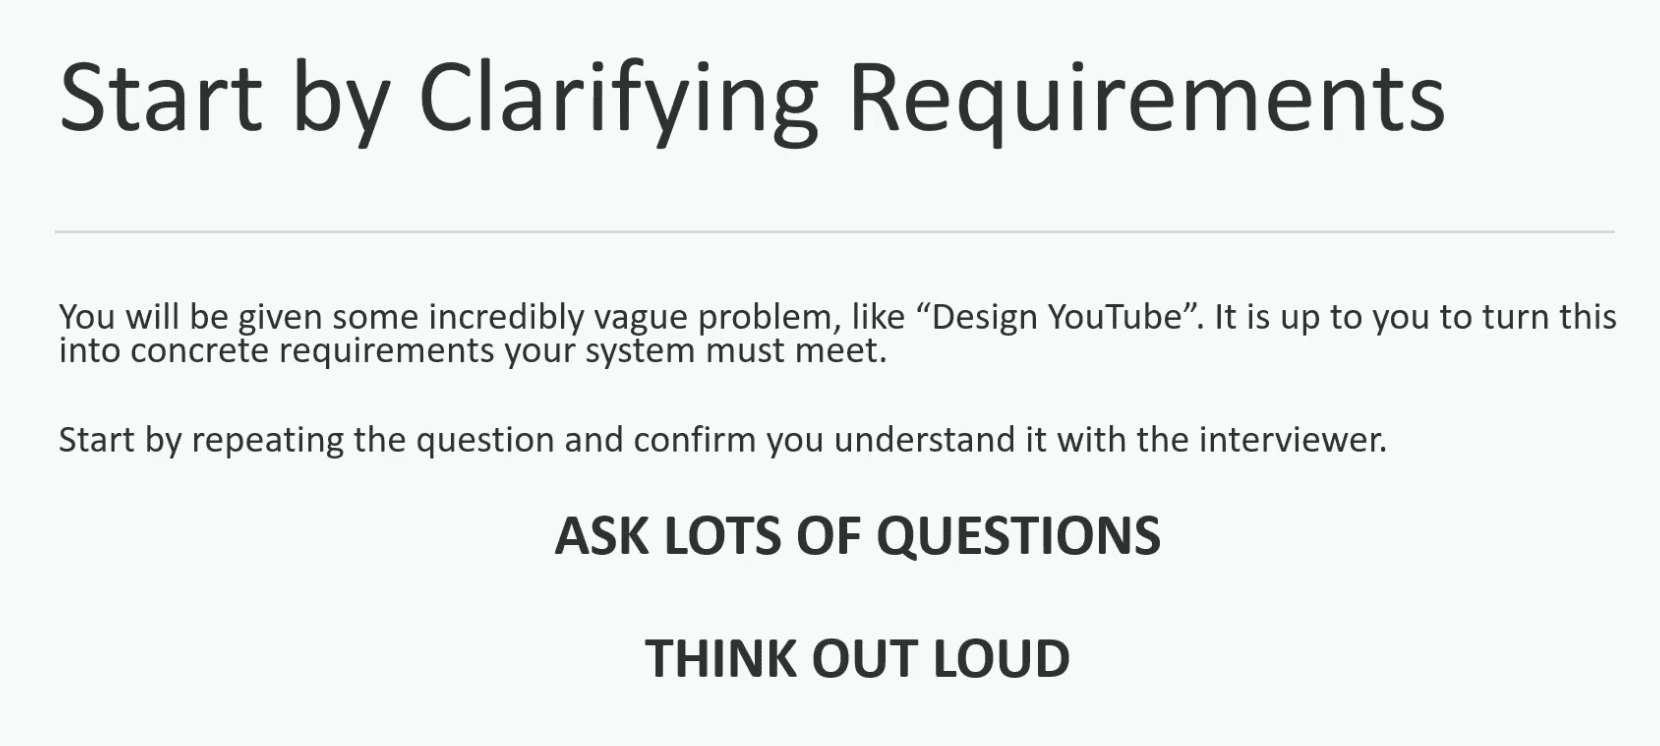 Start by Clarifying Requirements
You will be given some incredibly vague problem, like “Design YouTube”. It is up to you to turn this
into concrete requirements your system must meet.
Start by repeating the question and confirm you understand it with the interviewer.
ASK LOTS OF QUESTIONS
THINK OUT LOUD